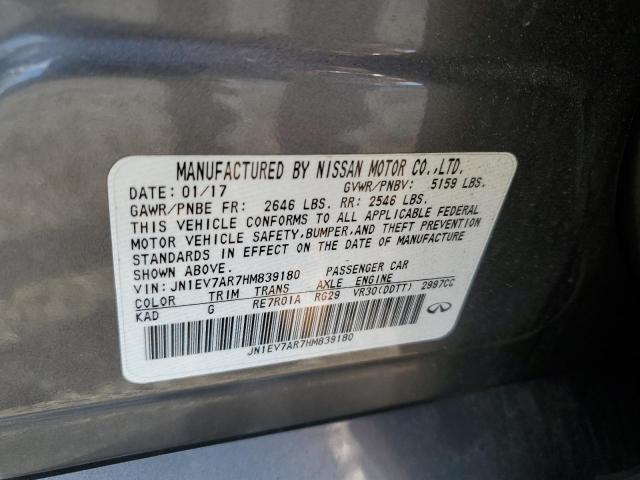 MANUFACTURED BY NISSAN MOTOR CO.,LTD.
DATE: 01/17 GVWR/PNBV: 5159 LBS.
GAWR/PNBE FR: 2646 LBS. RR: 2546 LBS.
THIS VEHICLE CONFORMS TO ALL APPLICABLE FEDERAL
MOTOR VEHICLE SAFETY,BUMPER,AND THEFT PREVENTION
STANDARDS IN EFFECT ON THE DATE OF MANUFACTURE
SHOWN ABOVE.
VIN: JN1EV7AR7HM839180 PASSENGER CAR
COLOR TRIM TRANS AXLE ENGINE
KAD G RE7R01A RG29 VR30(DDTT) 2997CC
JN1EV7AR7HM839180